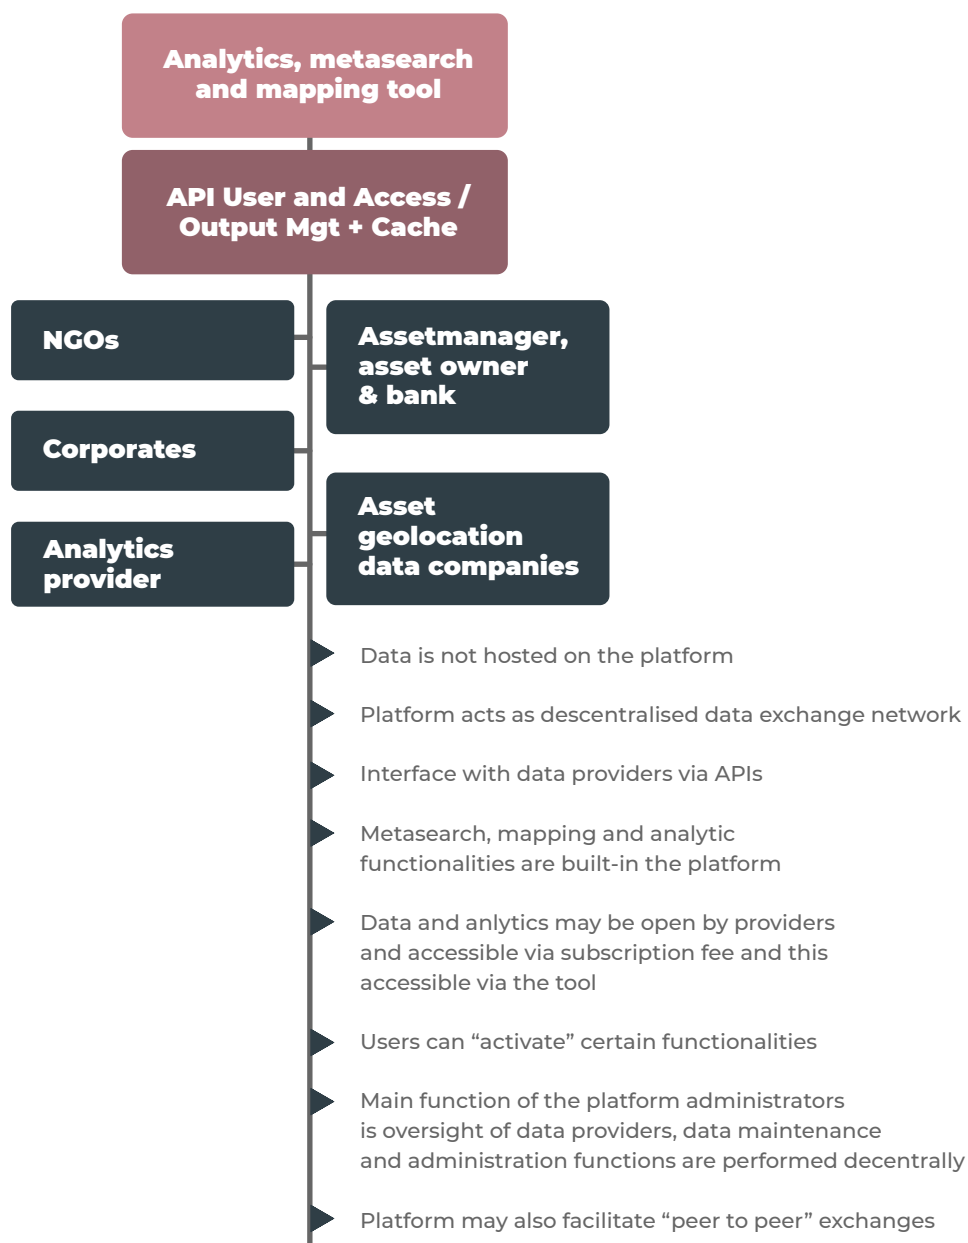 Analytics, metasearch
and mapping tool
API User and Access /
Output Mgt + Cache
NGOs
Assetmanager,
asset owner
& bank
Corporates
Asset
geolocation
data companies
Analytics
provider
Data is not hosted on the platform
Platform acts as descentralised data exchange network
Interface with data providers via APIs
Metasearch, mapping and analytic
functionalities are built-in the platform
Data and anlytics may be open by providers
and accessible via subscription fee and this
accessible via the tool
Users can “activate” certain functionalities
Main function of the platform administrators
is oversight of data providers, data maintenance
and administration functions are performed decentrally
Platform may also facilitate “peer to peer” exchanges